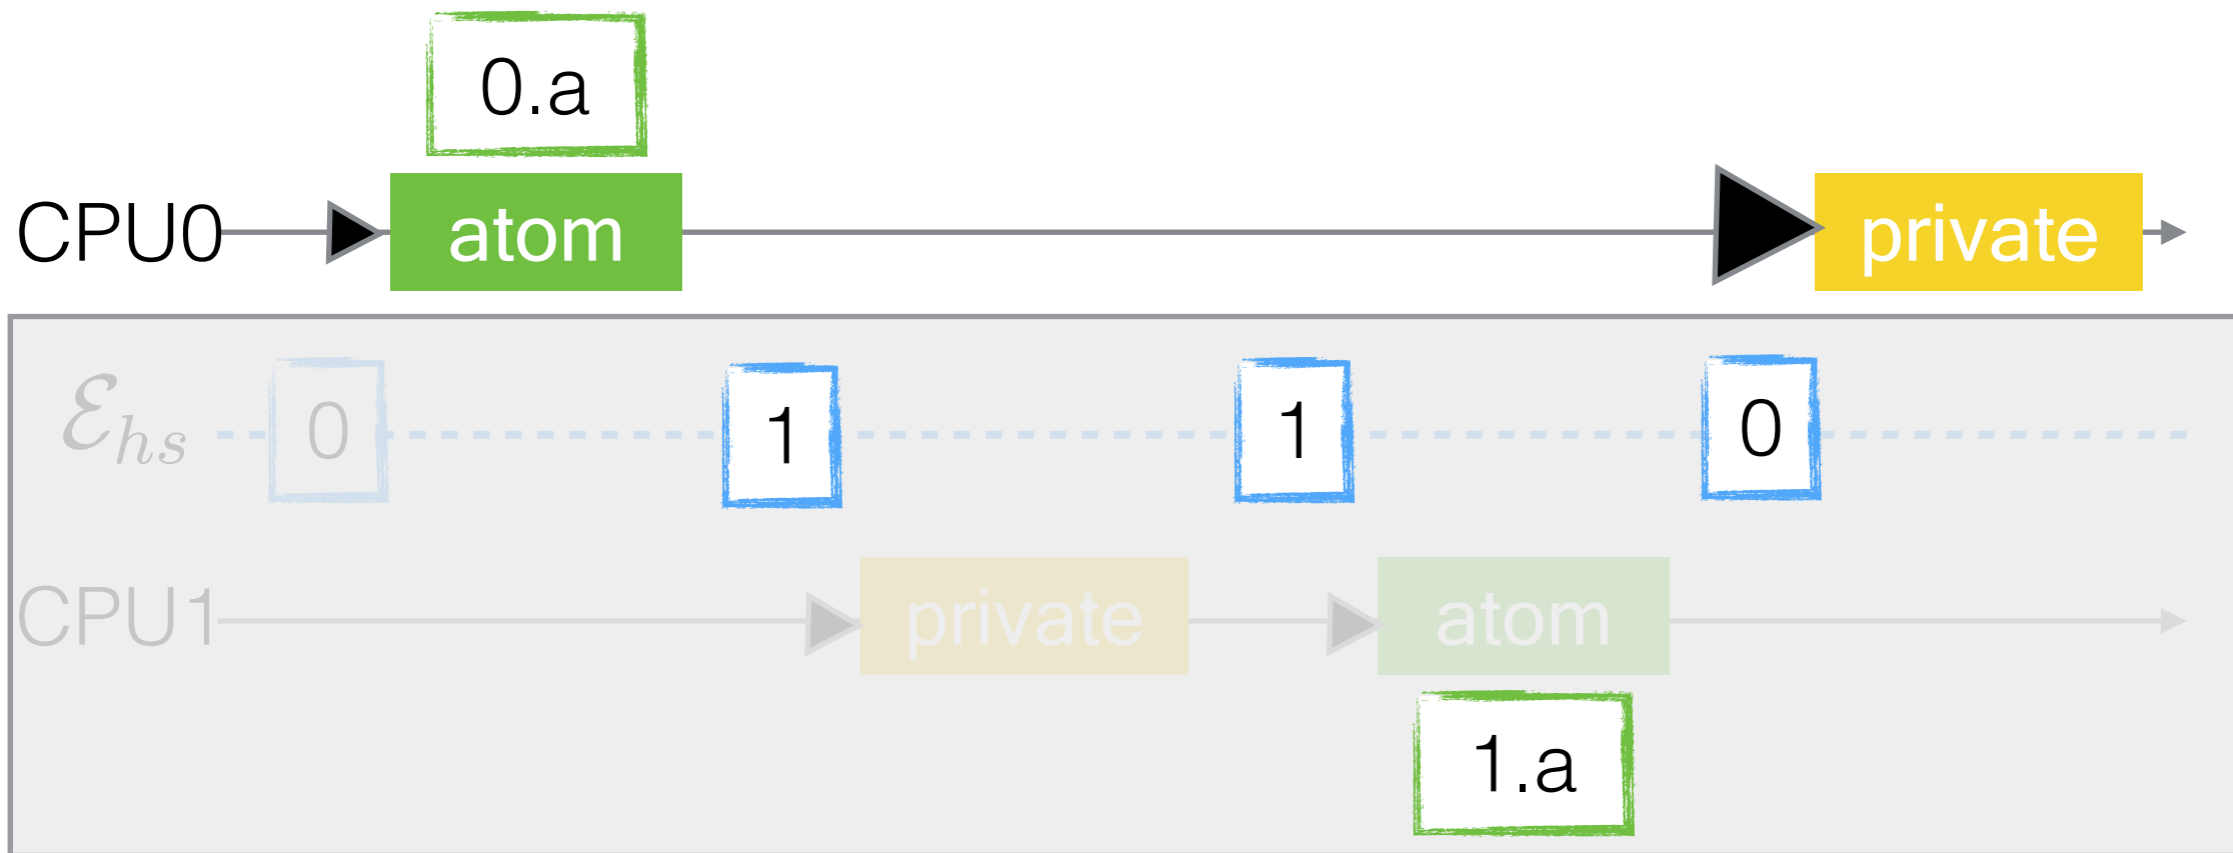 0.a
CPU0 atom private
ℰhs 0 1 1 0
CPU1 private atom
1.a